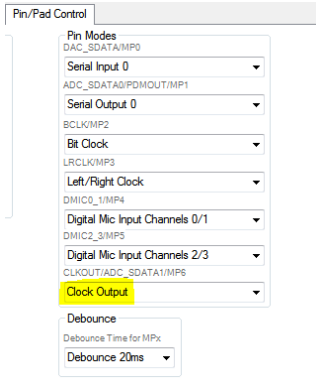 Pin/Pad Control
Pin Modes
DAC_SDATA/MP0
Serial Input 0
ADC_SDATA0/PDMOUT/MP1
Serial Output 0
BCLK/MP2
Bit Clock
LRCLK/MP3
Left/Right Clock
DMIC0_1/MP4
Digital Mic Input Channels 0/1
DMIC2_3/MP5
Digital Mic Input Channels 2/3
CLKOUT/ADC_SDATA1/MP6
Clock Output
Debounce
Debounce Time for MPx
Debounce 20ms